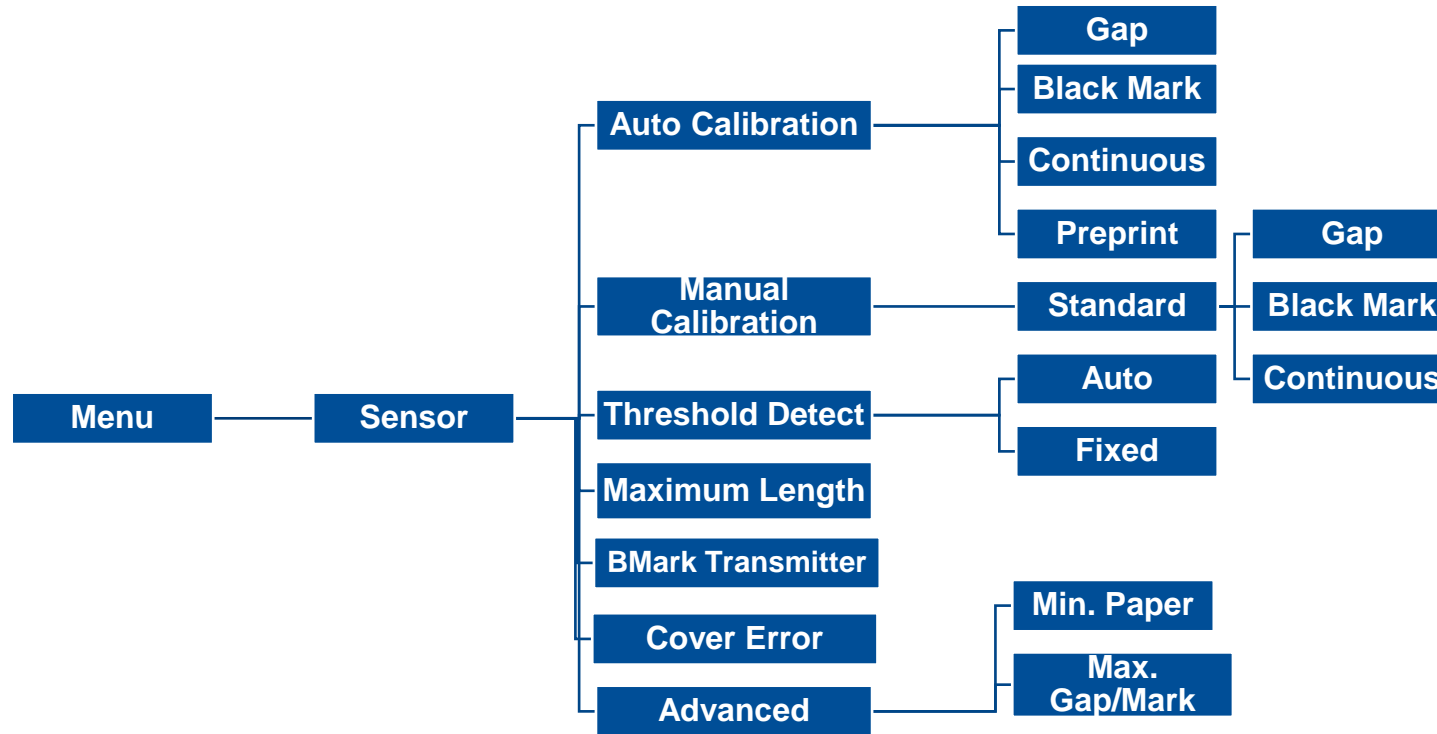 Menu
Sensor
Auto Calibration
Gap
Black Mark
Continuous
Preprint
Manual
Calibration
Standard
Gap
Black Mark
Continuous
Threshold Detect
Auto
Fixed
Maximum Length
BMark Transmitter
Cover Error
Advanced
Min. Paper
Max.
Gap/Mark